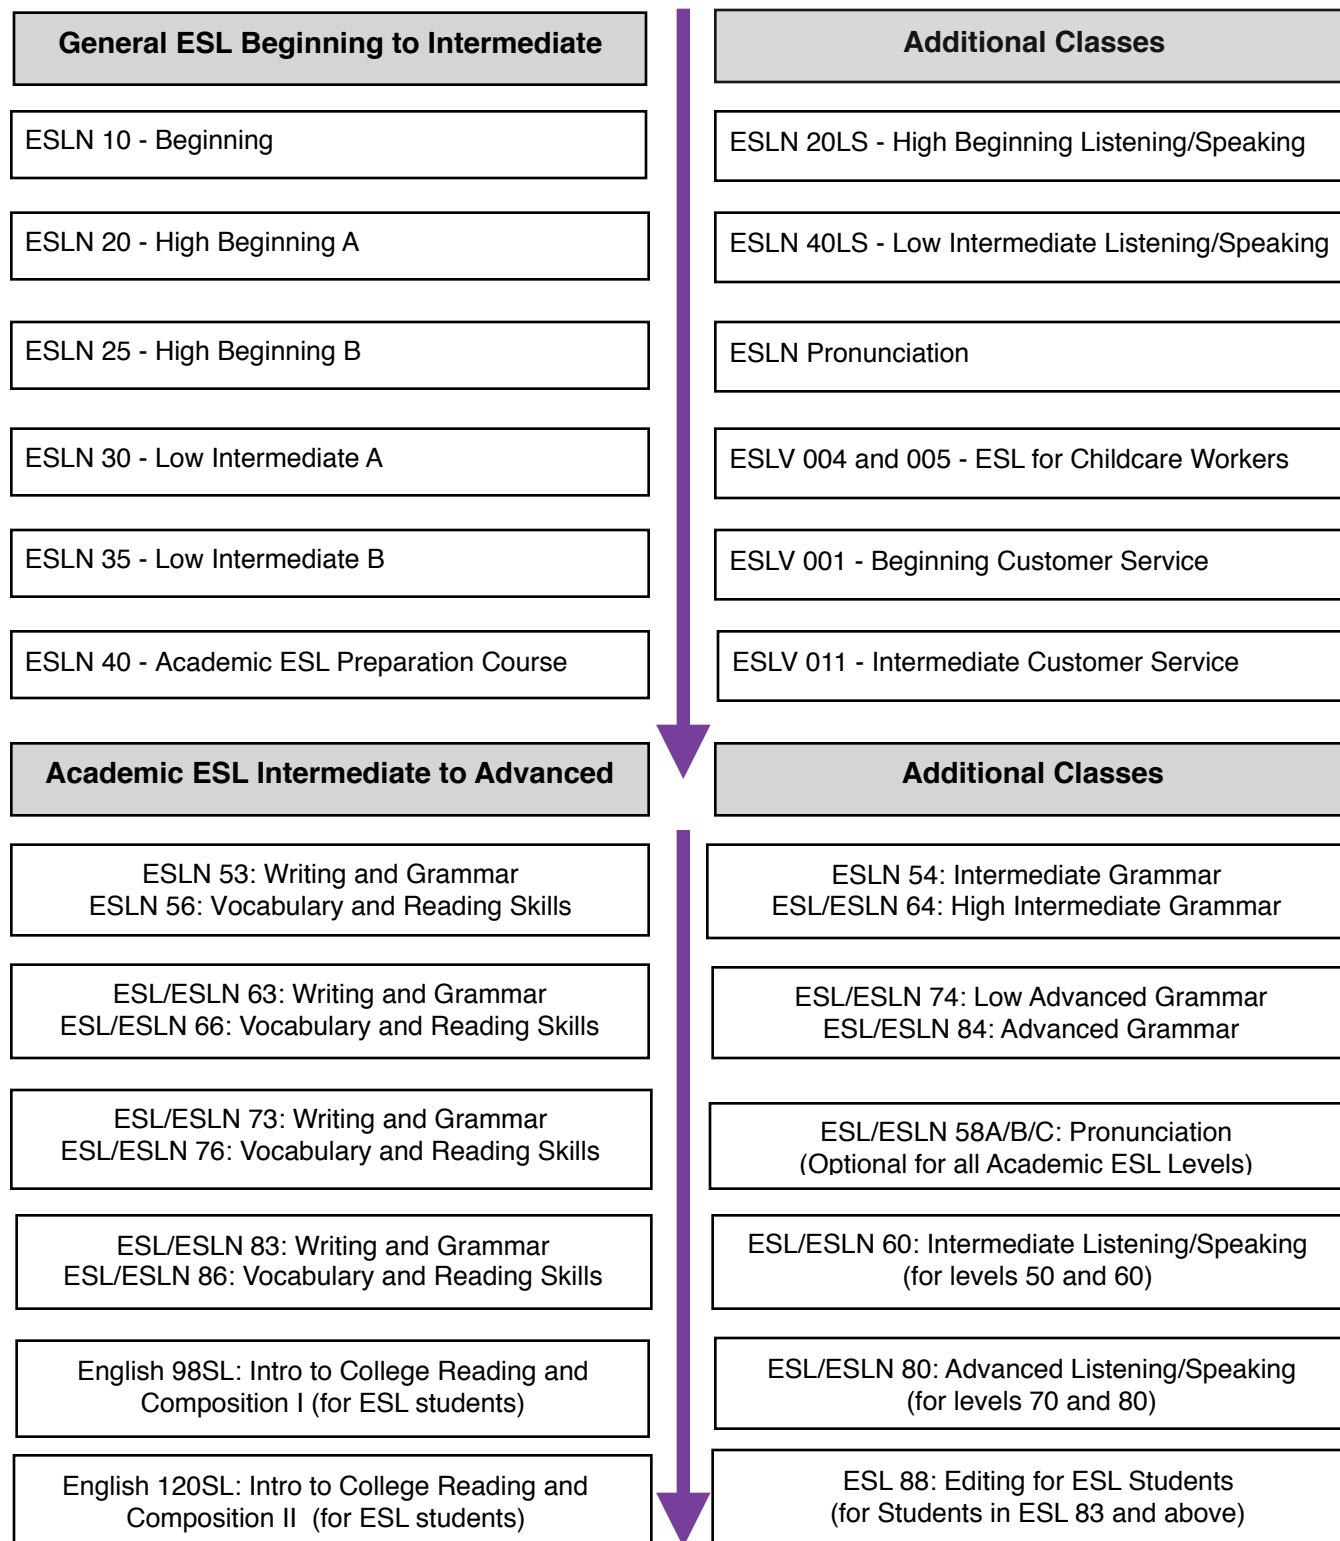 General ESL Beginning to Intermediate
ESLN 10 - Beginning
ESLN 20 - High Beginning A
ESLN 25 - High Beginning B
ESLN 30 - Low Intermediate A
ESLN 35 - Low Intermediate B
ESLN 40 - Academic ESL Preparation Course
Additional Classes
ESLN 20LS - High Beginning Listening/Speaking
ESLN 40LS - Low Intermediate Listening/Speaking
ESLN Pronunciation
ESLV 004 and 005 - ESL for Childcare Workers
ESLV 001 - Beginning Customer Service
ESLV 011 - Intermediate Customer Service
Academic ESL Intermediate to Advanced
ESLN 53: Writing and Grammar
ESLN 56: Vocabulary and Reading Skills
ESL/ESLN 63: Writing and Grammar
ESL/ESLN 66: Vocabulary and Reading Skills
ESL/ESLN 73: Writing and Grammar
ESL/ESLN 76: Vocabulary and Reading Skills
ESL/ESLN 83: Writing and Grammar
ESL/ESLN 86: Vocabulary and Reading Skills
English 98SL: Intro to College Reading and
Composition I (for ESL students)
English 120SL: Intro to College Reading and
Composition II (for ESL students)
Additional Classes
ESLN 54: Intermediate Grammar
ESL/ESLN 64: High Intermediate Grammar
ESL/ESLN 74: Low Advanced Grammar
ESL/ESLN 84: Advanced Grammar
ESL/ESLN 58A/B/C: Pronunciation
(Optional for all Academic ESL Levels)
ESL/ESLN 60: Intermediate Listening/Speaking
(for levels 50 and 60)
ESL/ESLN 80: Advanced Listening/Speaking
(for levels 70 and 80)
ESL 88: Editing for ESL Students
(for Students in ESL 83 and above)